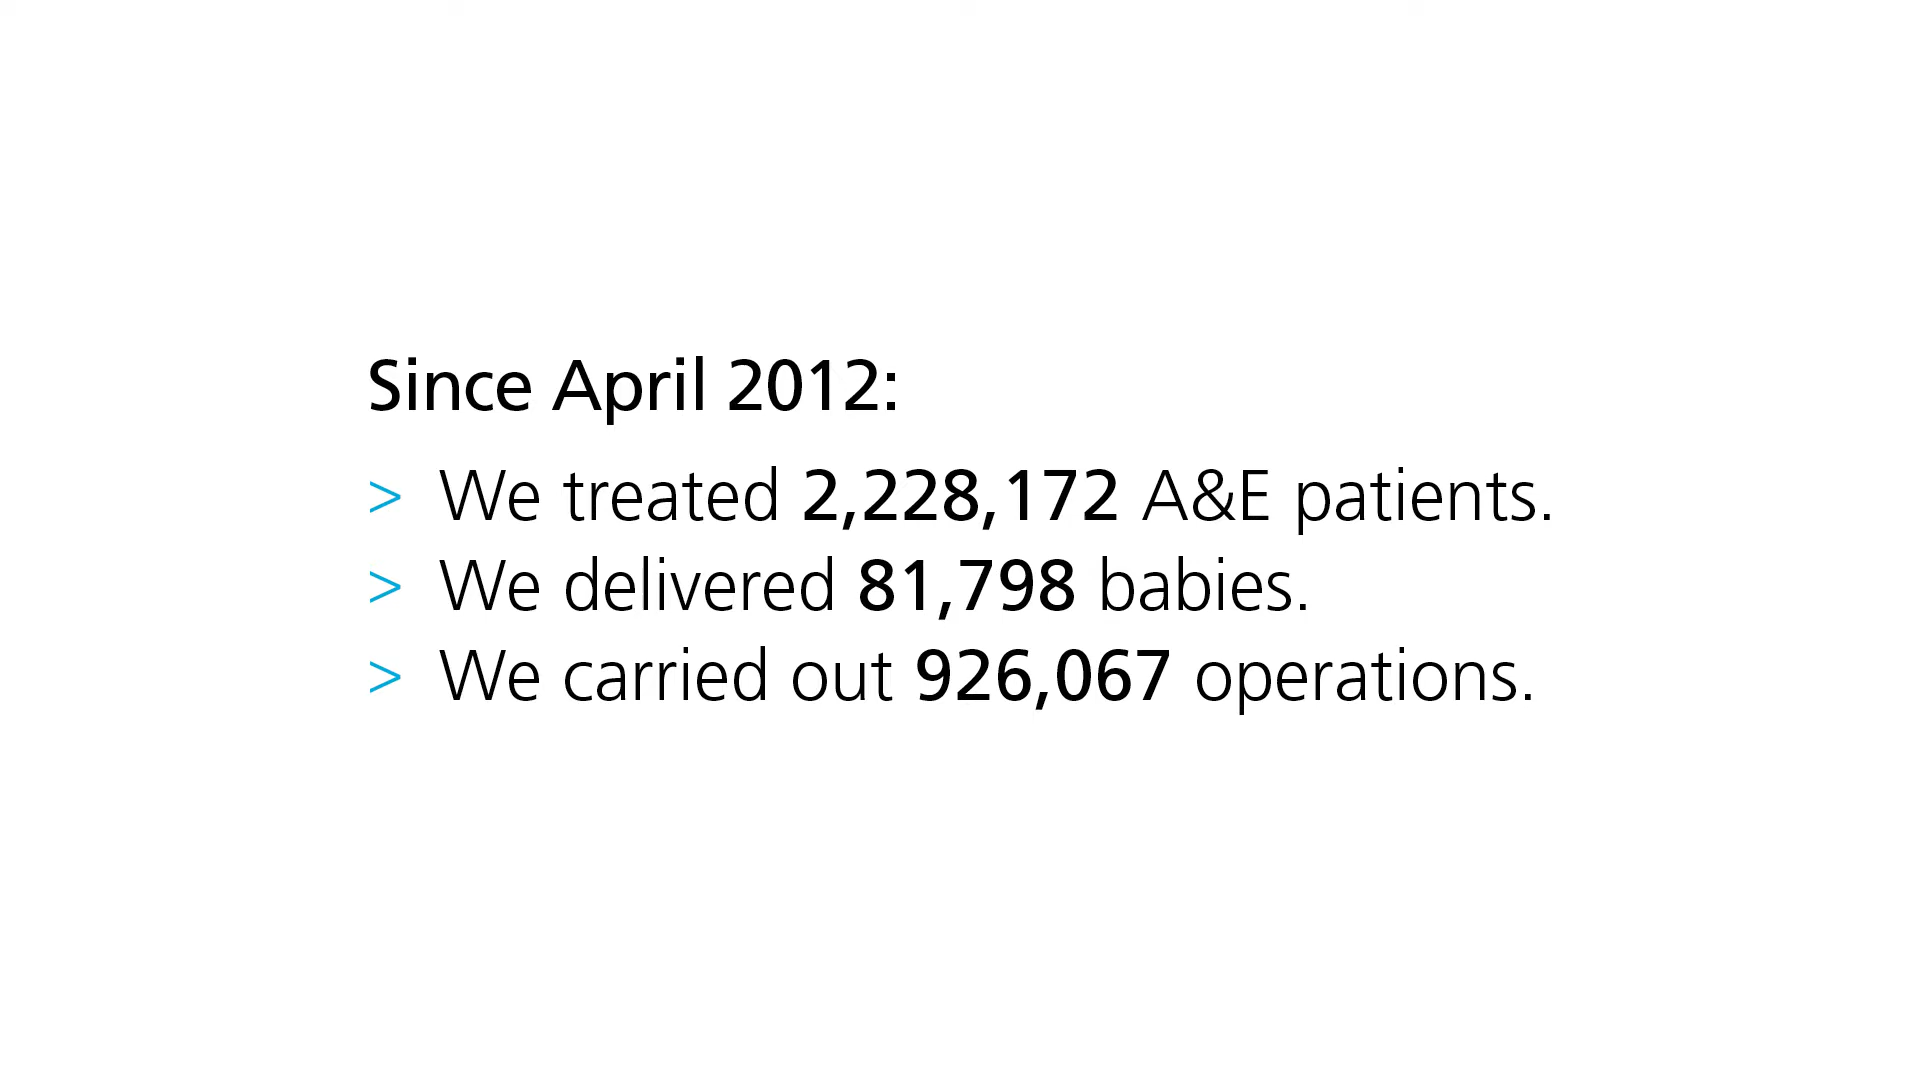 Since April 2012:
> We treated 2,228,172 A&E patients.
> We delivered 81,798 babies.
> We carried out 926,067 operations.